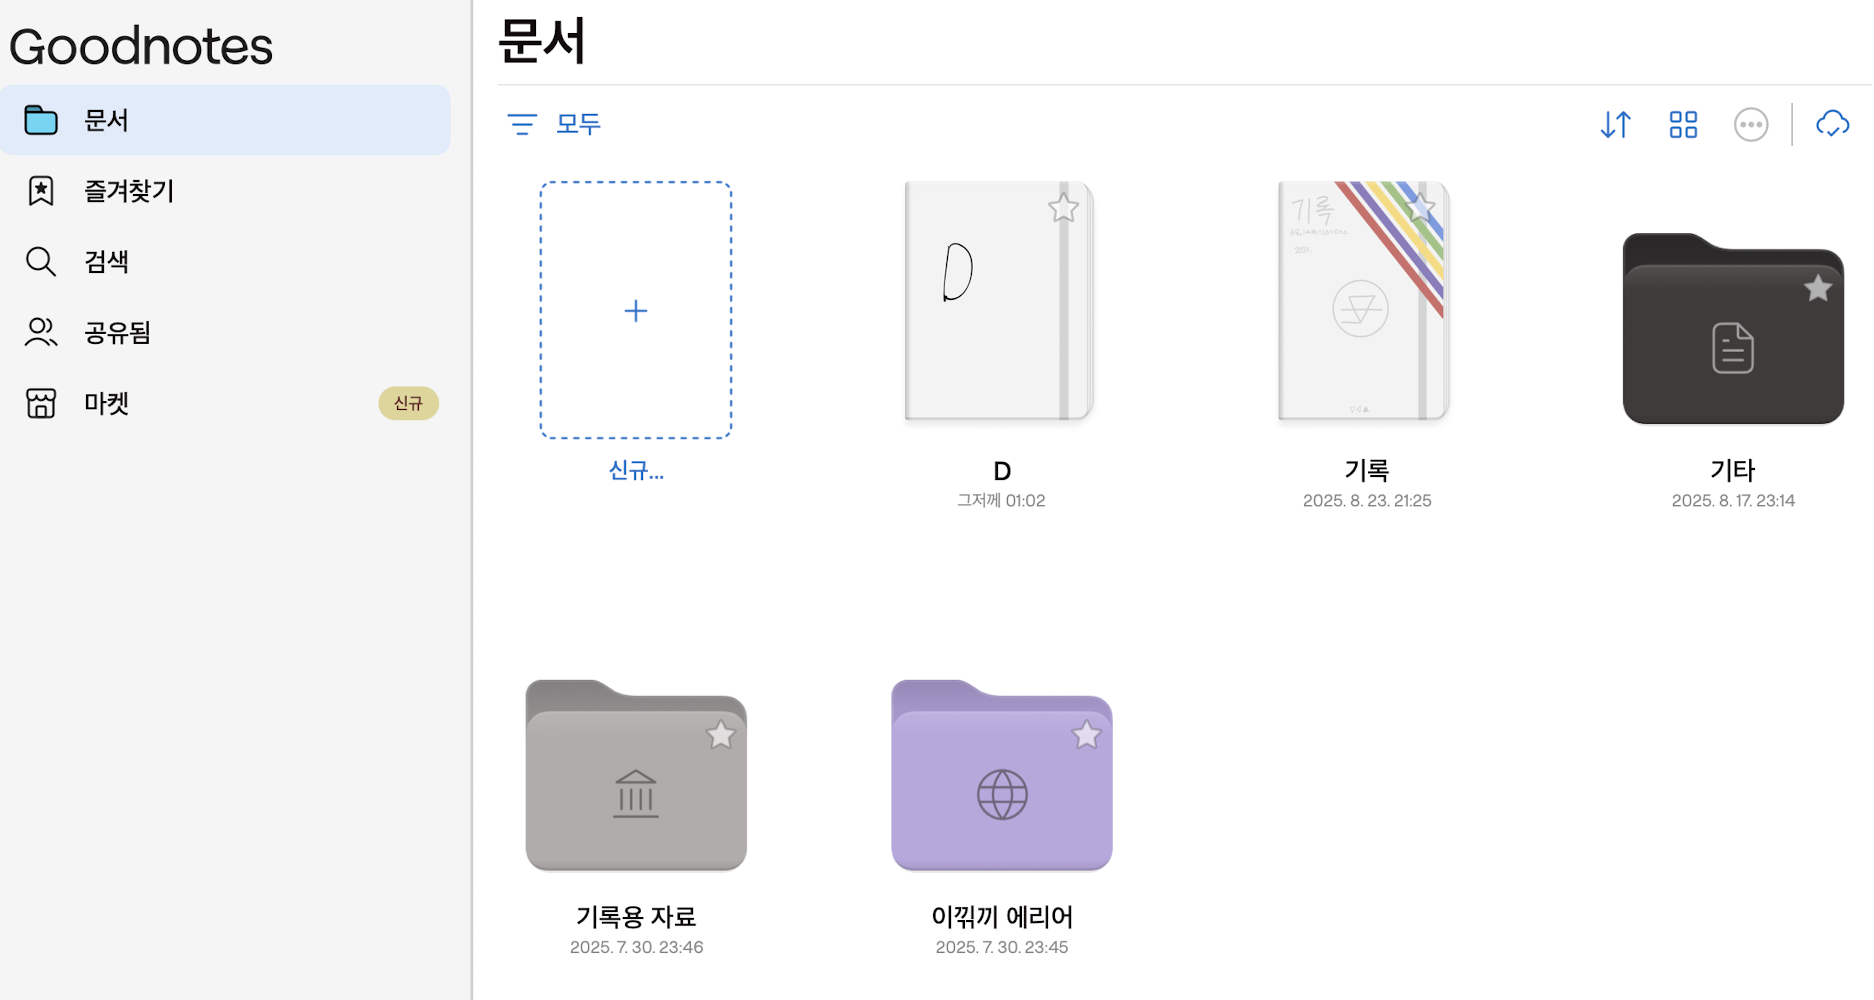 Goodnotes
문서
즐겨찾기
검색
공유됨
마켓
신규
문서
모두
신규...
D
D
그저께 01:02
기록
2024.
기록
2025. 8. 23. 21:25
기타
2025. 8. 17. 23:14
기록용 자료
2025. 7. 30. 23:46
이꺾끼 에리어
2025. 7. 30. 23:45